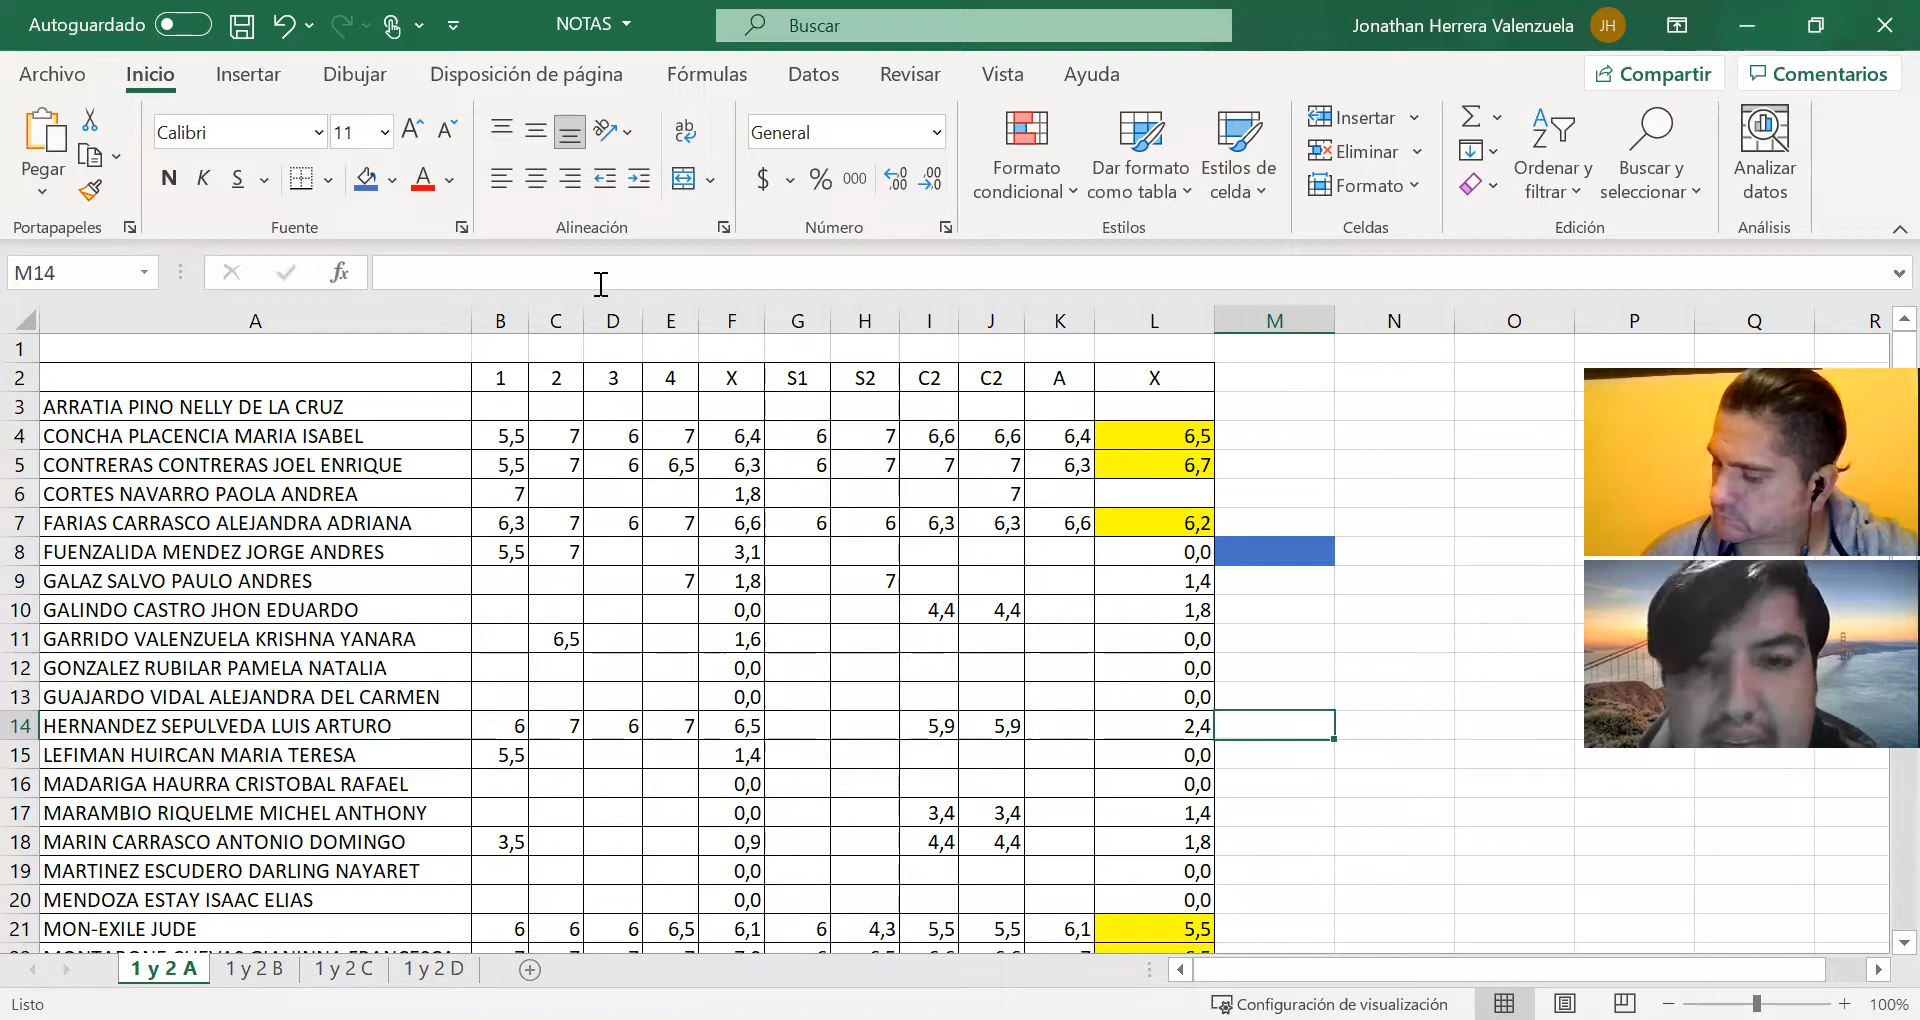 Autoguardado NOTAS Buscar Jonathan Herrera Valenzuela JH
Archivo Inicio Insertar Dibujar Disposición de página Fórmulas Datos Revisar Vista Ayuda Compartir Comentarios
Pegar Calibri 11 General Formato condicional Dar formato como tabla Estilos de celda Insertar Eliminar Formato Ordenar y filtrar Buscar y seleccionar Analizar datos
N K S $ % 000
Portapapeles Fuente Alineación Número Estilos Celdas Edición Análisis
M14 fx
A B C D E F G H I J K L M N O P Q R
1
2 1 2 3 4 X S1 S2 C2 C2 A X
3 ARRATIA PINO NELLY DE LA CRUZ
4 CONCHA PLACENCIA MARIA ISABEL 5,5 7 6 7 6,4 6 7 6,6 6,6 6,4 6,5
5 CONTRERAS CONTRERAS JOEL ENRIQUE 5,5 7 6 6,5 6,3 6 7 7 7 6,3 6,7
6 CORTES NAVARRO PAOLA ANDREA 7 1,8 7
7 FARIAS CARRASCO ALEJANDRA ADRIANA 6,3 7 6 7 6,6 6 6 6,3 6,3 6,6 6,2
8 FUENZALIDA MENDEZ JORGE ANDRES 5,5 7 3,1 0,0
9 GALAZ SALVO PAULO ANDRES 7 1,8 7 1,4
10 GALINDO CASTRO JHON EDUARDO 0,0 4,4 4,4 1,8
11 GARRIDO VALENZUELA KRISHNA YANARA 6,5 1,6 0,0
12 GONZALEZ RUBILAR PAMELA NATALIA 0,0 0,0
13 GUAJARDO VIDAL ALEJANDRA DEL CARMEN 0,0 0,0
14 HERNANDEZ SEPULVEDA LUIS ARTURO 6 7 6 7 6,5 5,9 5,9 2,4
15 LEFIMAN HUIRCAN MARIA TERESA 5,5 1,4 0,0
16 MADARIGA HAURRA CRISTOBAL RAFAEL 0,0 0,0
17 MARAMBIO RIQUELME MICHEL ANTHONY 0,0 3,4 3,4 1,4
18 MARIN CARRASCO ANTONIO DOMINGO 3,5 0,9 4,4 4,4 1,8
19 MARTINEZ ESCUDERO DARLING NAYARET 0,0 0,0
20 MENDOZA ESTAY ISAAC ELIAS 0,0 0,0
21 MON-EXILE JUDE 6 6 6 6,5 6,1 6 4,3 5,5 5,5 6,1 5,5
1 y 2 A 1 y 2 B 1 y 2 C 1 y 2 D
Listo Configuración de visualización 100%